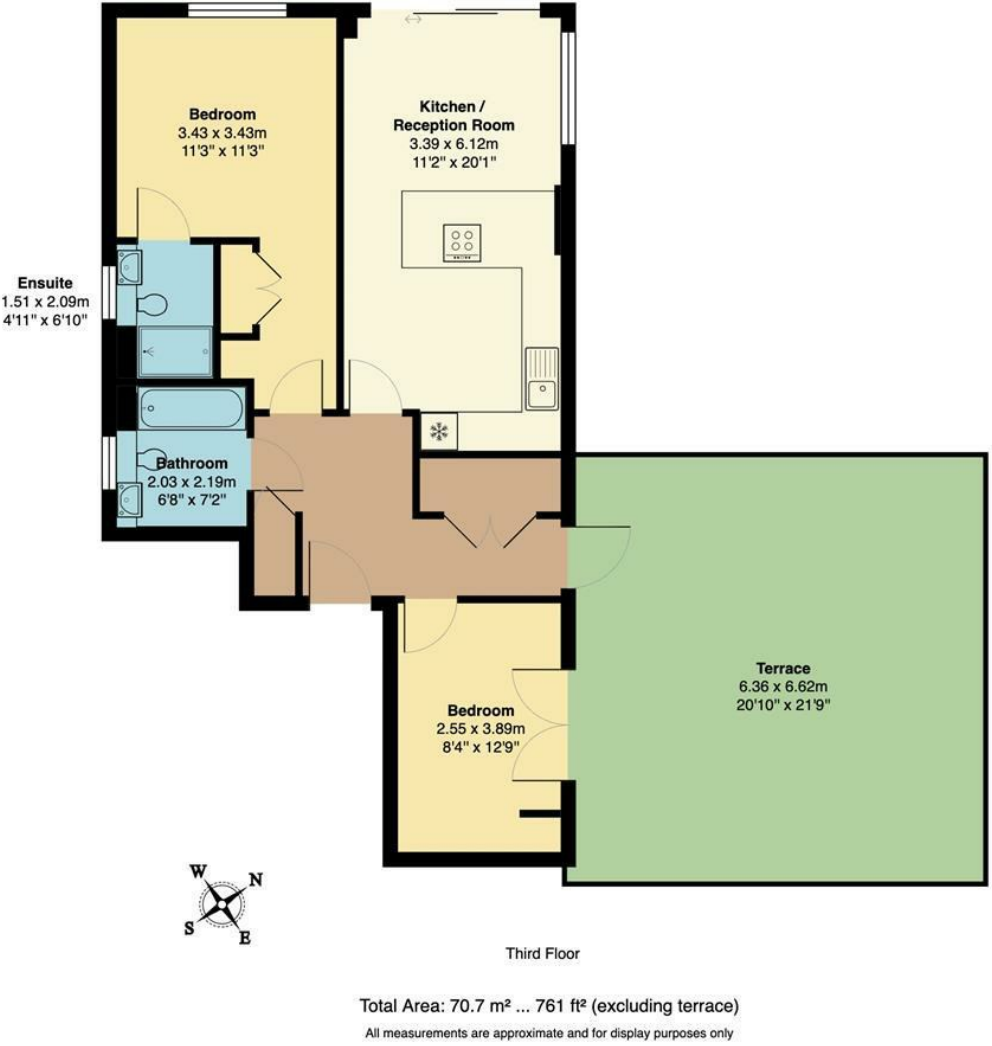 Bedroom
3.43 x 3.43m
11'3" x 11'3"
Kitchen /
Reception Room
3.39 x 6.12m
11'2" x 20'1"
Ensuite
1.51 x 2.09m
4'11" x 6'10"
Bathroom
2.03 x 2.19m
6'8" x 7'2"
Bedroom
2.55 x 3.89m
8'4" x 12'9"
Terrace
6.36 x 6.62m
20'10" x 21'9"
W
N
S
E
Third Floor
Total Area: 70.7 m² ... 761 ft² (excluding terrace)
All measurements are approximate and for display purposes only